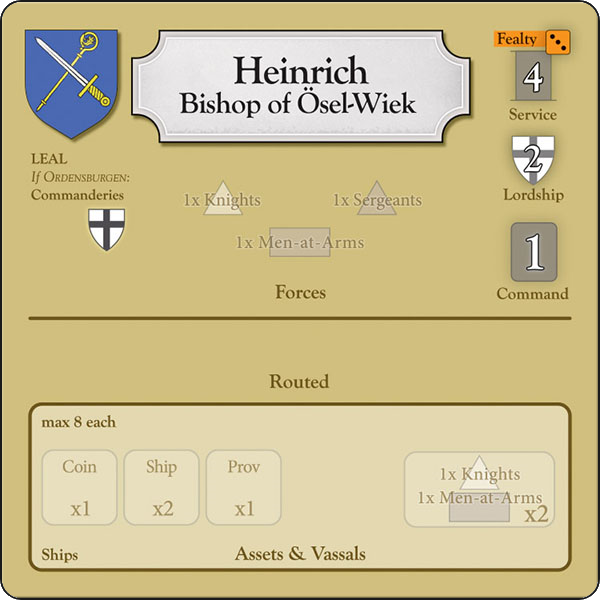 Heinrich
Bishop of Ösel-Wiek
Fealty
4
Service
LEAL
If Ordensburgen:
Commanderies
2
Lordship
1x Knights 1x Sergeants
1x Men-at-Arms
1
Command
Forces
Routed
max 8 each
Coin Ship Prov
x1 x2 x1
1x Knights
1x Men-at-Arms
x2
Ships
Assets & Vassals